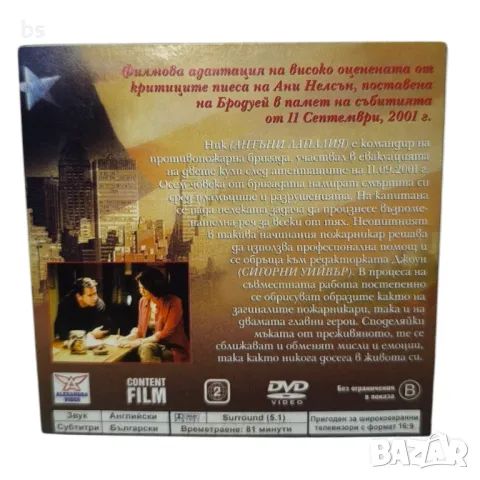 bs
Филмова адаптация на високо оценената от
критиците пиеса на Ани Нелсън, поставена
на Бродуей в памет на събитията
от 11 Септември, 2001 г.
Ник (АНТЪНИ ЛАПАЛИЯ) е командир на
противопожарна бригада, участвал в евакуацията
на двете кули след атентатите на 11.09.2001 г.
Осем човека от бригадата намират смъртта си
сред пламъците и разрушенията. На капитана
се пада нелеката задача да произнесе възпоме-
нателна реч за всеки от тях. Неопитният
в такива начинания пожарникар решава
да използва професионална помощ и
се обръща към редакторката Джоун
(СИГОРНИ УИЙВЪР). В процеса на
съвместната работа постепенно
се обрисуват образите както на
загиналите пожарникари, така и на
двамата главни герои. Споделяйки
мъката от преживяното, те се
сближават и обменят мисли и емоции,
така както никога досега в живота си.
ALEXANDRA
VIDEO
CONTENT
FILM
2
DVD
VIDEO
Без ограничения
в показа
B
Звук Английски Surround (5.1)
Субтитри Български Времетраене: 81 минути
Пригоден за широкоекранни
телевизори с формат 16:9.
bazar